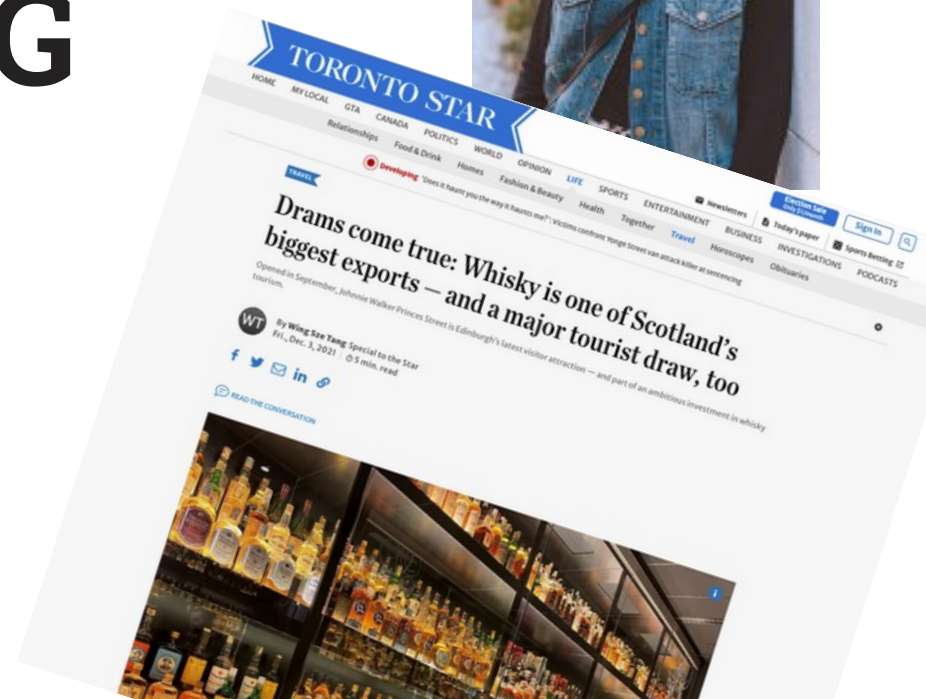 G
TORONTO STAR
HOME MY LOCAL GTA CANADA POLITICS WORLD OPINION LIFE SPORTS ENTERTAINMENT BUSINESS INVESTIGATIONS PODCASTS
Newsletters
Election Sale
Only $1/month
Sign In
Today's paper
Sports Betting
Relationships Food & Drink Homes Fashion & Beauty Health Together Travel Horoscopes Obituaries
Developing 'Does it haunt you the way it haunts me?': Victims confront Yonge Street van attack killer at sentencing
TRAVEL
Drams come true: Whisky is one of Scotland's
biggest exports — and a major tourist draw, too
Opened in September, Johnnie Walker Princes Street is Edinburgh's latest visitor attraction — and part of an ambitious investment in whisky
tourism.
WT
By Wing Sze Tang Special to the Star
Fri., Dec. 3, 2021 5 min. read
READ THE CONVERSATION